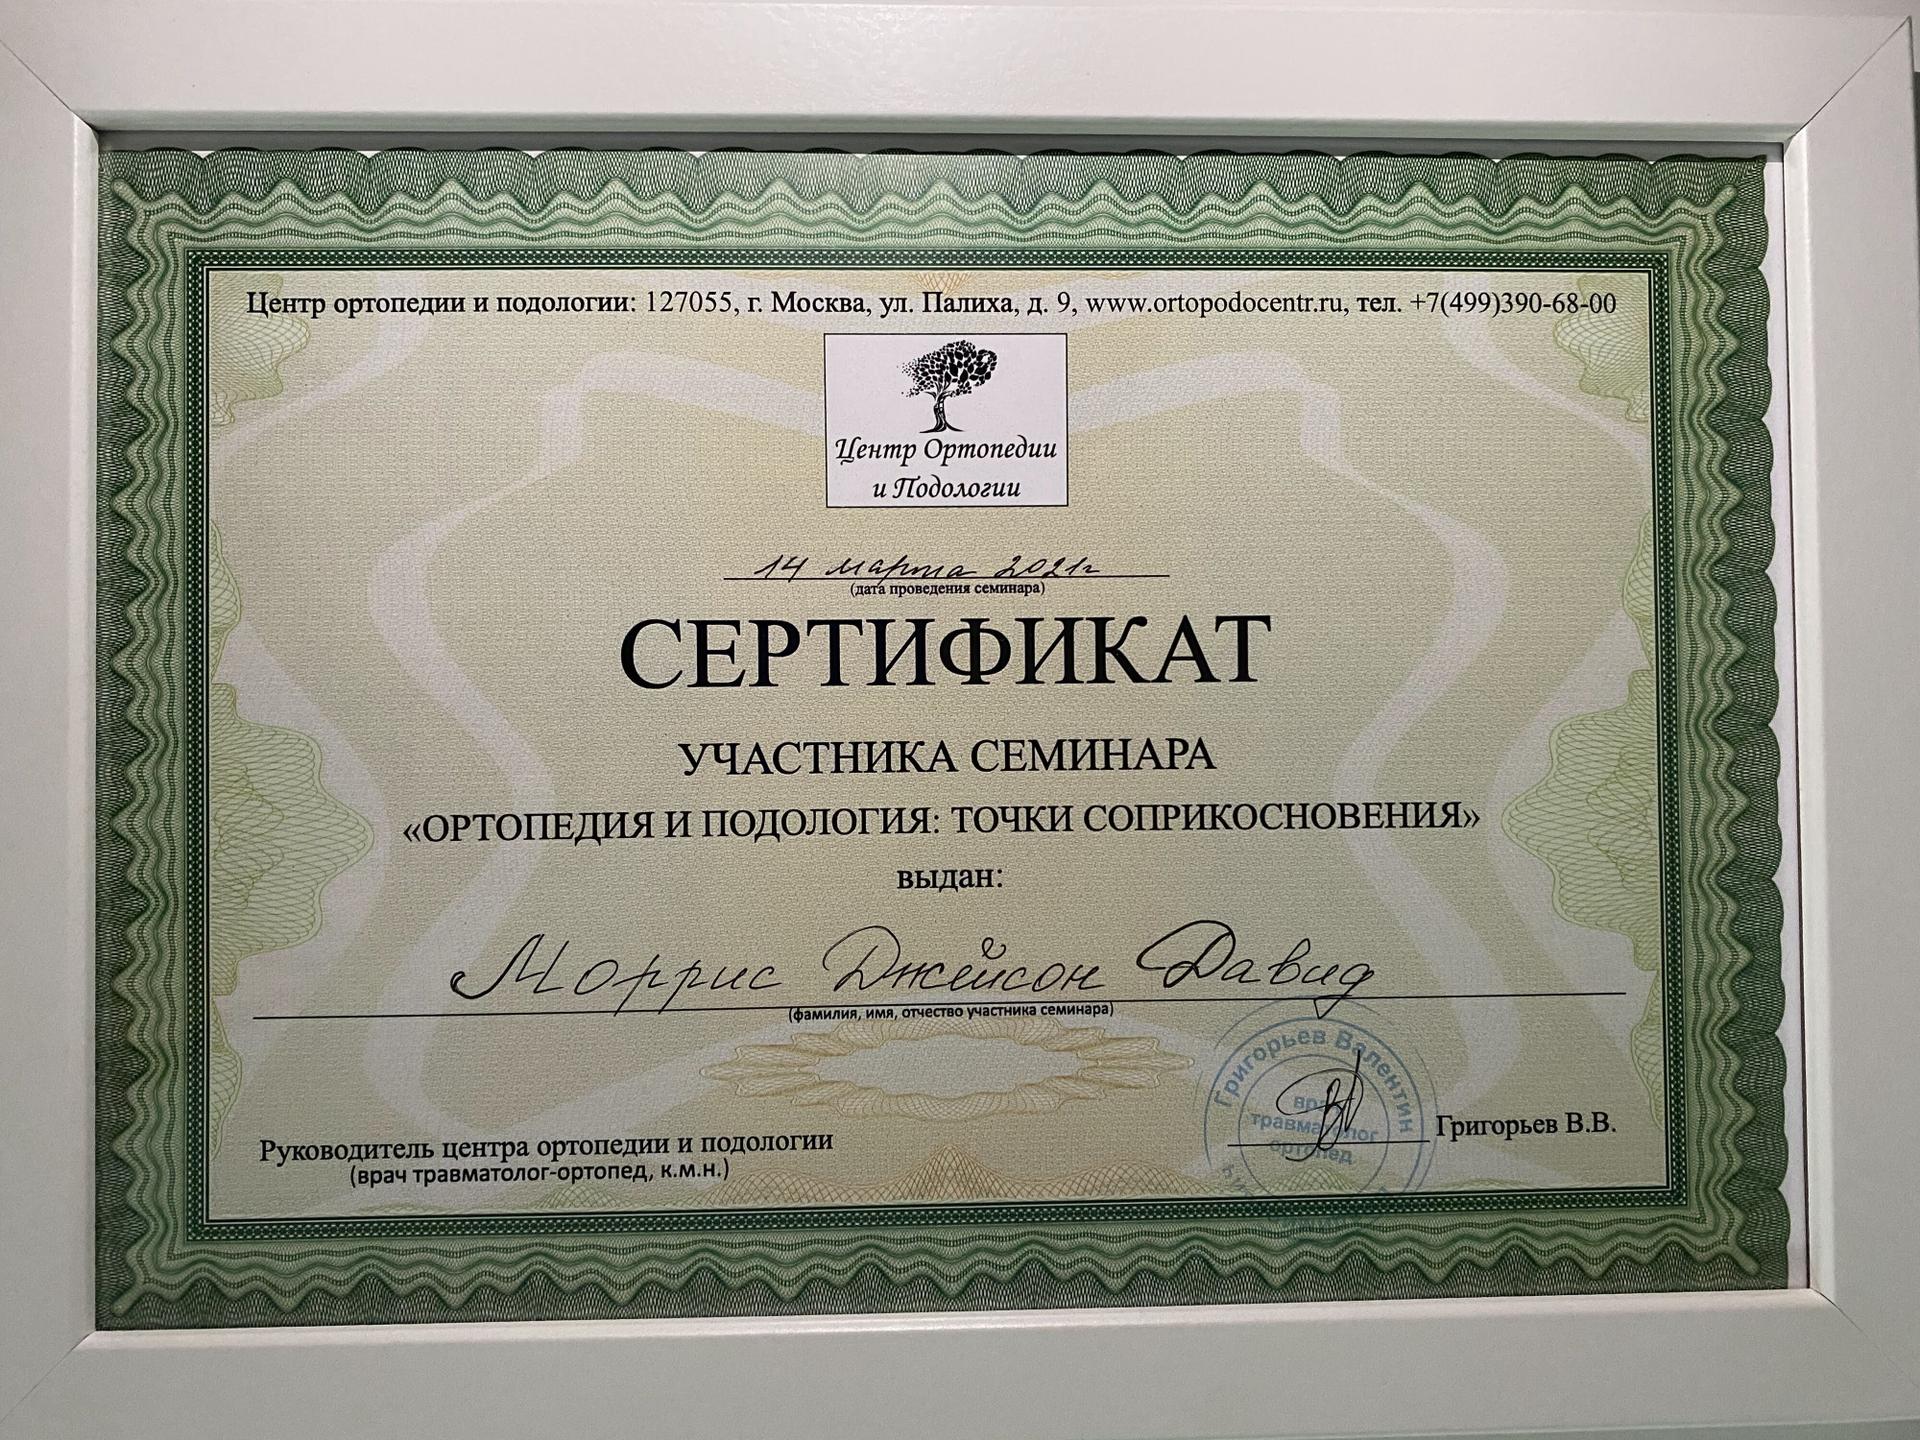 Центр ортопедии и подологии: 127055, г. Москва, ул. Палиха, д. 9, www.ortopodocentr.ru, тел. +7(499)390-68-00
Центр Ортопедии
и Подологии
14 марта 2021г
(дата проведения семинара)
СЕРТИФИКАТ
УЧАСТНИКА СЕМИНАРА
«ОРТОПЕДИЯ И ПОДОЛОГИЯ: ТОЧКИ СОПРИКОСНОВЕНИЯ»
выдан:
Моррис Джейсон Давид
(фамилия, имя, отчество участника семинара)
Григорьев Валентин
врач
травматолог
ортопед
Григорьев В.В.
Руководитель центра ортопедии и подологии
(врач травматолог-ортопед, к.м.н.)